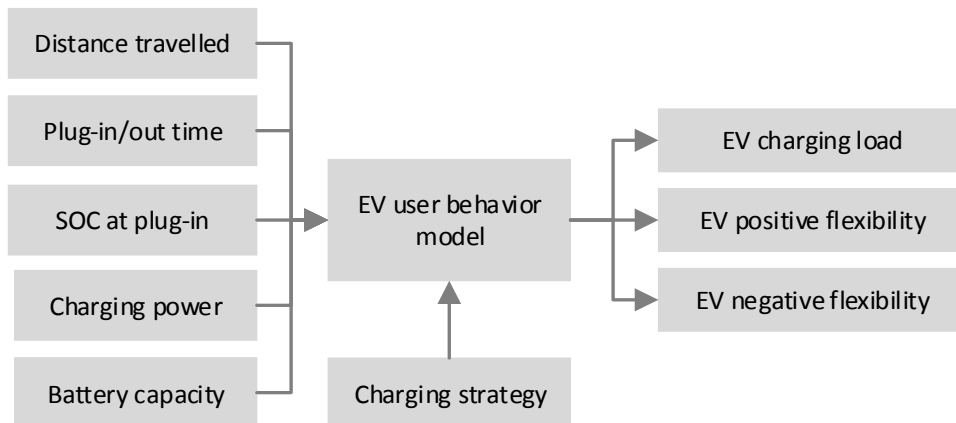 Distance travelled
Plug-in/out time
SOC at plug-in
Charging power
Battery capacity
EV user behavior
model
Charging strategy
EV charging load
EV positive flexibility
EV negative flexibility